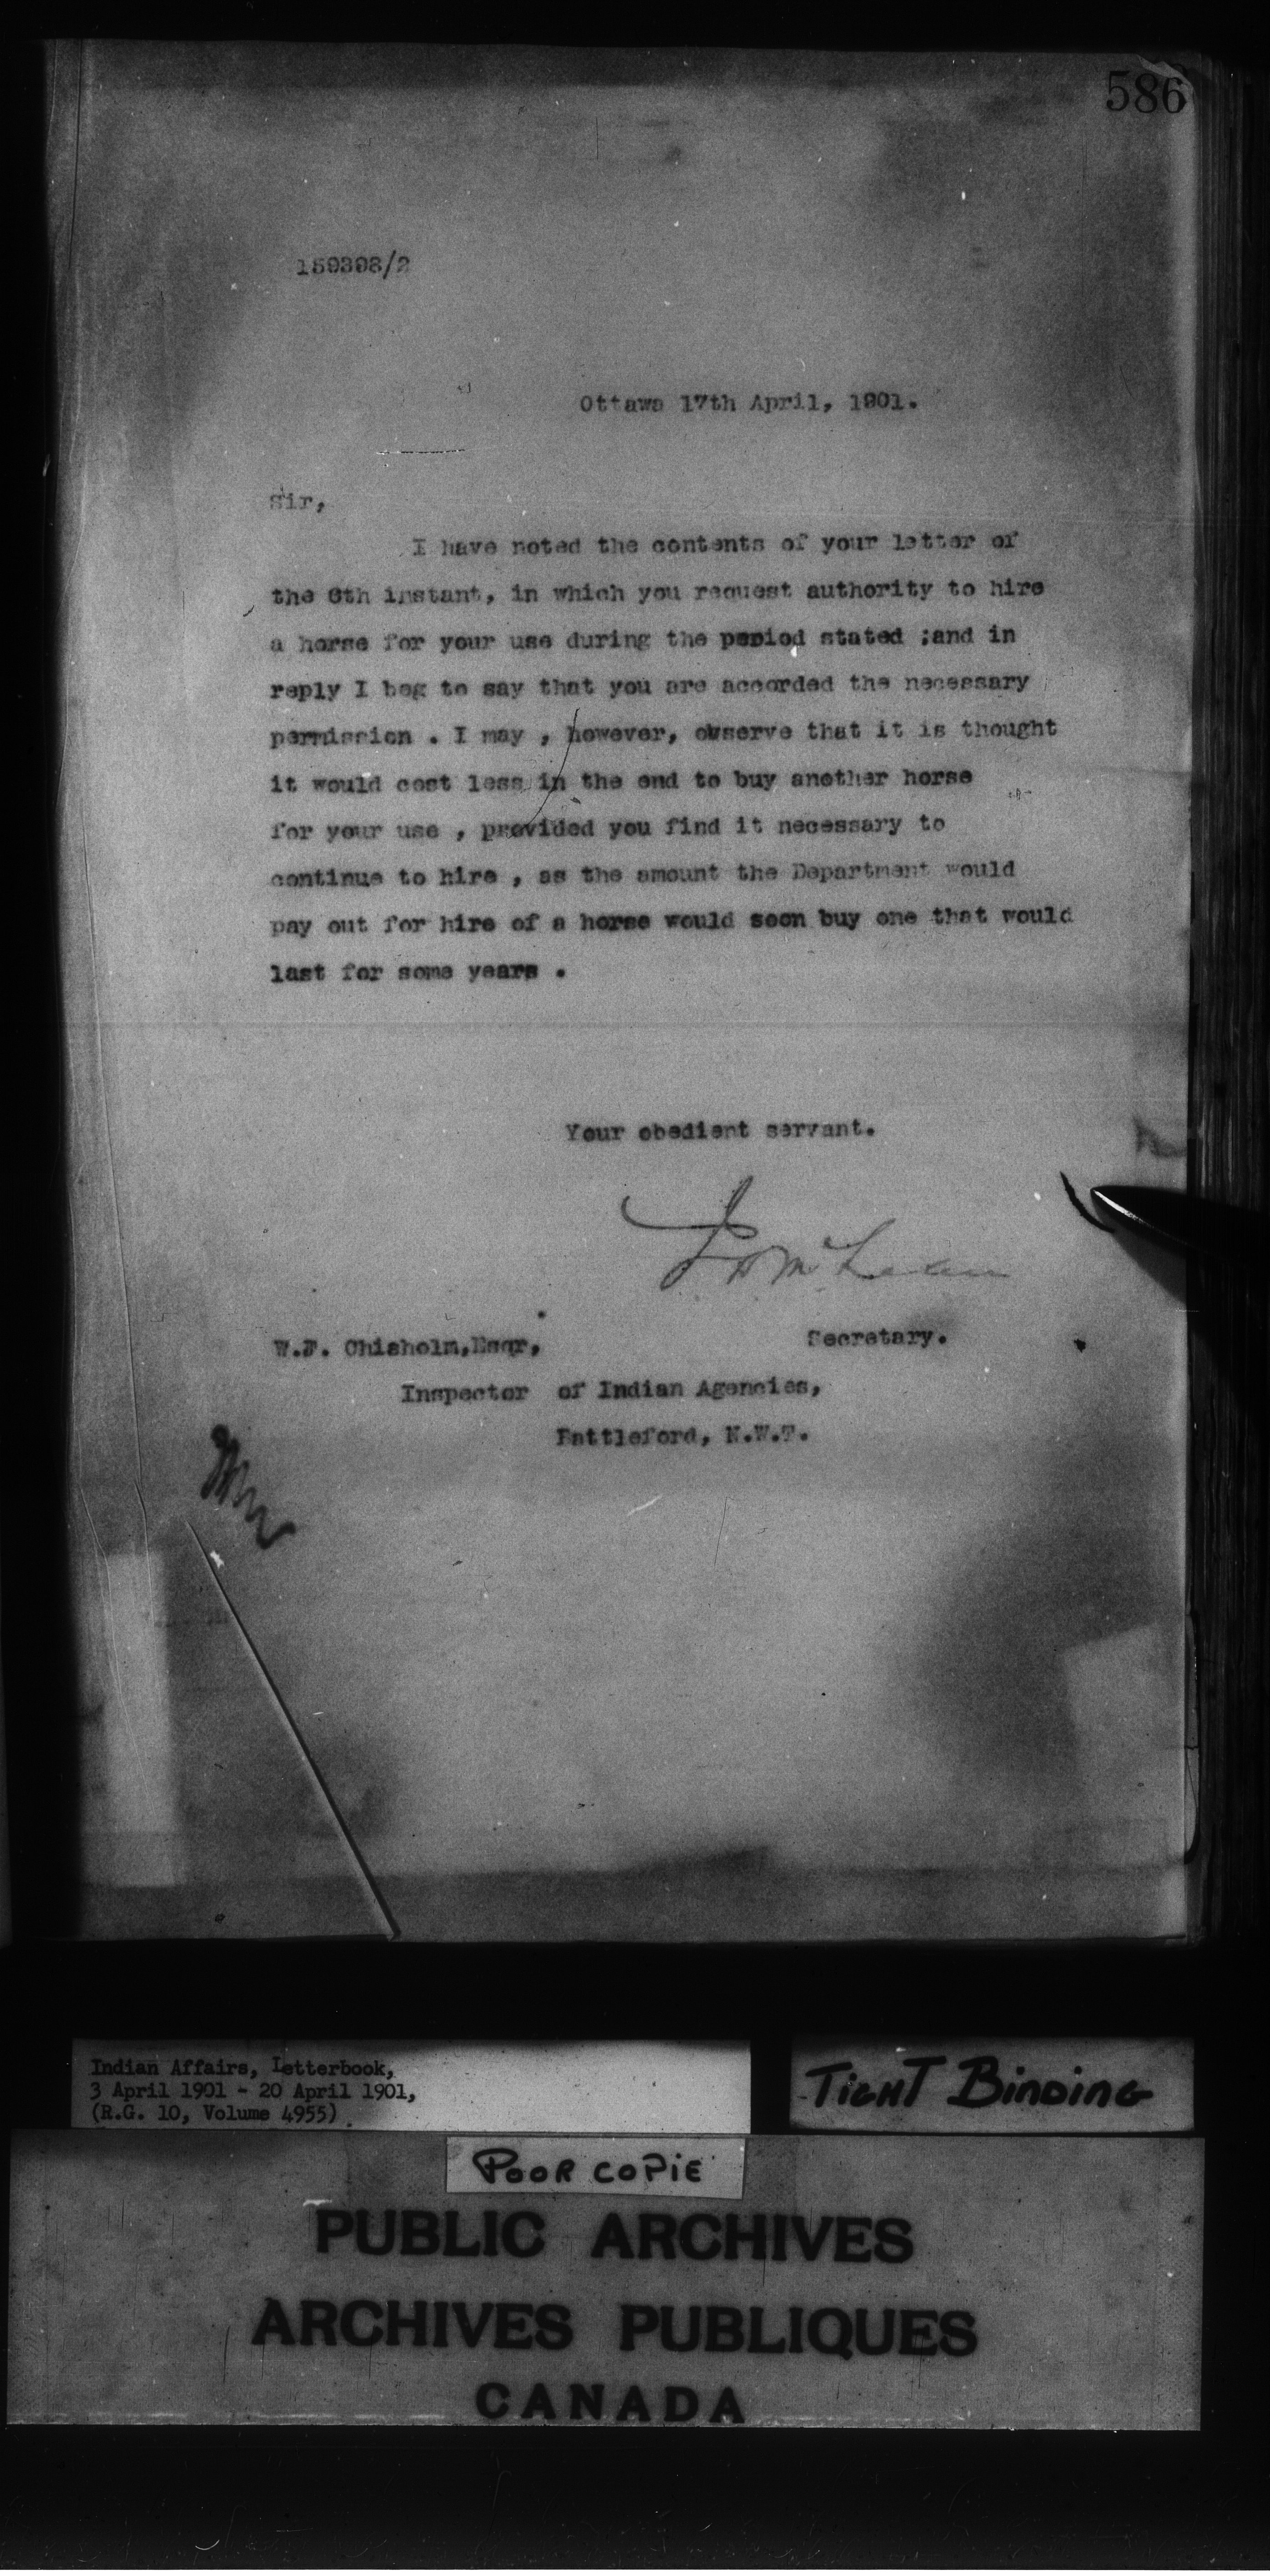 586
159398/2
Ottawa 17th April, 1901.
Sir,
I have noted the contents of your letter of
the 6th instant, in which you request authority to hire
a horse for your use during the period stated ;and in
reply I beg to say that you are accorded the necessary
permission . I may , however, observe that it is thought
it would cost less in the end to buy another horse
for your use , provided you find it necessary to
continue to hire , as the amount the Department would
pay out for hire of a horse would soon buy one that would
last for some years .
Your obedient servant.
J D McLean
W.J. Chisholm,Esqr,
Secretary.
Inspector of Indian Agencies,
Battleford, N.W.T.
Indian Affairs, Letterbook,
3 April 1901 - 20 April 1901,
(R.G. 10, Volume 4955)
TIGHT BINDING
POOR COPIE
PUBLIC ARCHIVES
ARCHIVES PUBLIQUES
CANADA